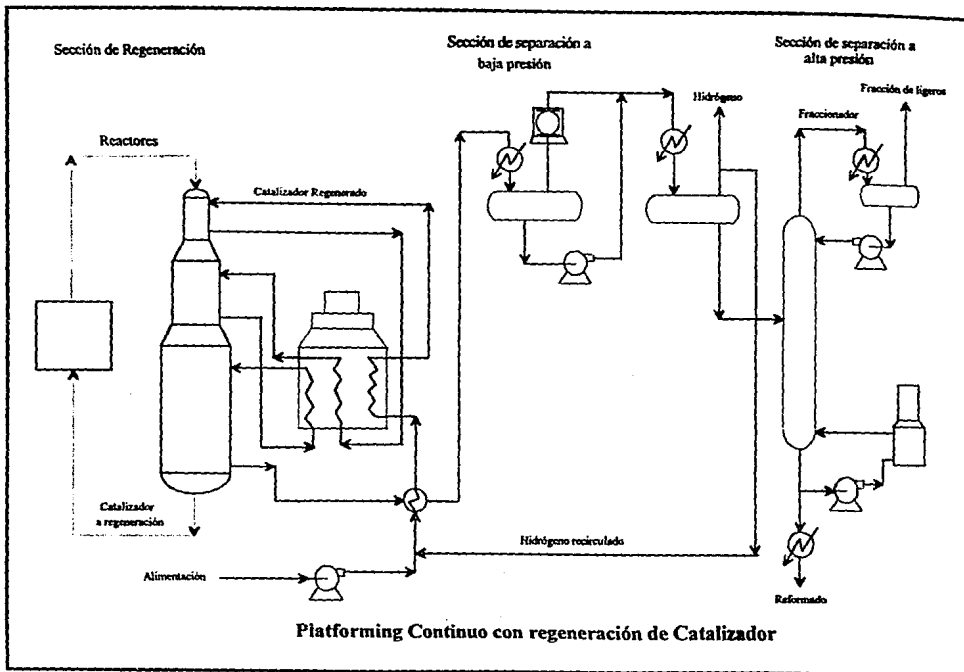 Sección de Regeneración
Sección de separación a
baja presión
Sección de separación a
alta presión
Hidrógeno
Fracción de ligeros
Fraccionador
Reactores
Catalizador Regenerado
Catalizador
a regeneración
Hidrógeno recirculado
Alimentación
Reformado
Platforming Continuo con regeneración de Catalizador